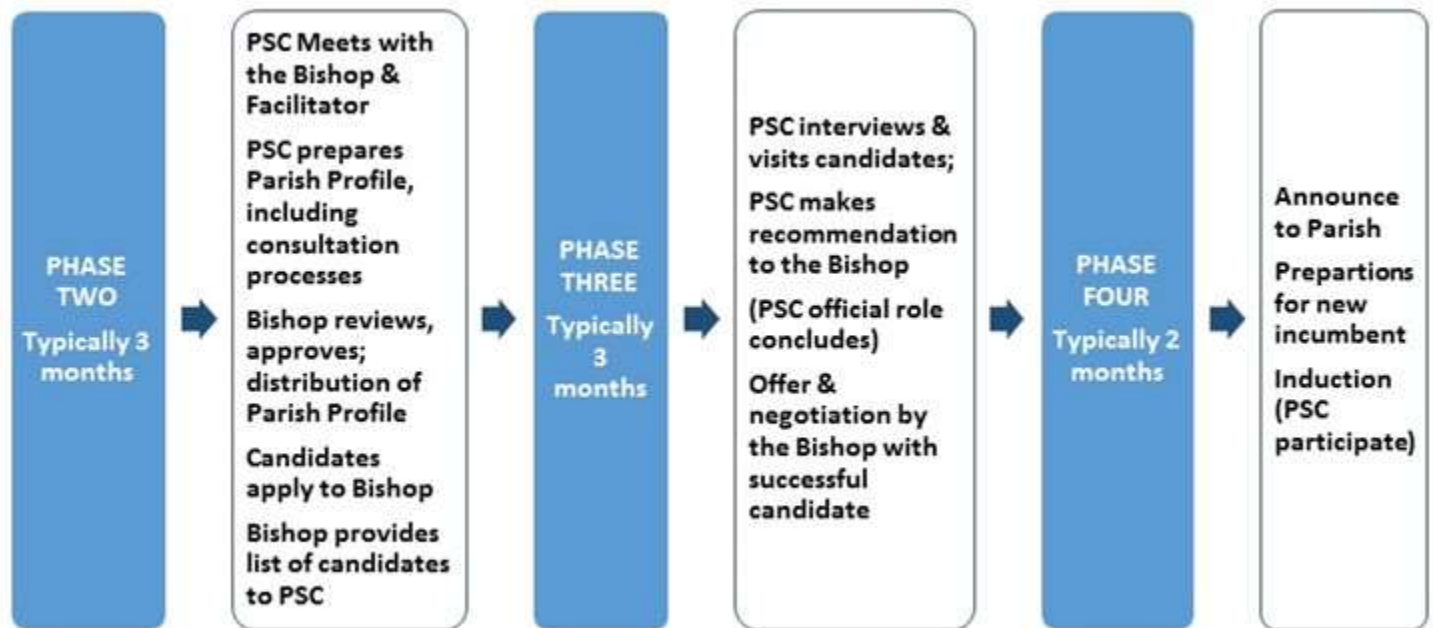 PHASE
TWO
Typically 3
months
PSC Meets with
the Bishop &
Facilitator
PSC prepares
Parish Profile,
including
consultation
processes
Bishop reviews,
approves;
distribution of
Parish Profile
Candidates
apply to Bishop
Bishop provides
list of candidates
to PSC
PHASE
THREE
Typically
3
months
PSC interviews &
visits candidates;
PSC makes
recommendation
to the Bishop
(PSC official role
concludes)
Offer &
negotiation by
the Bishop with
successful
candidate
PHASE
FOUR
Typically 2
months
Announce
to Parish
Prepartions
for new
incumbent
Induction
(PSC
participate)